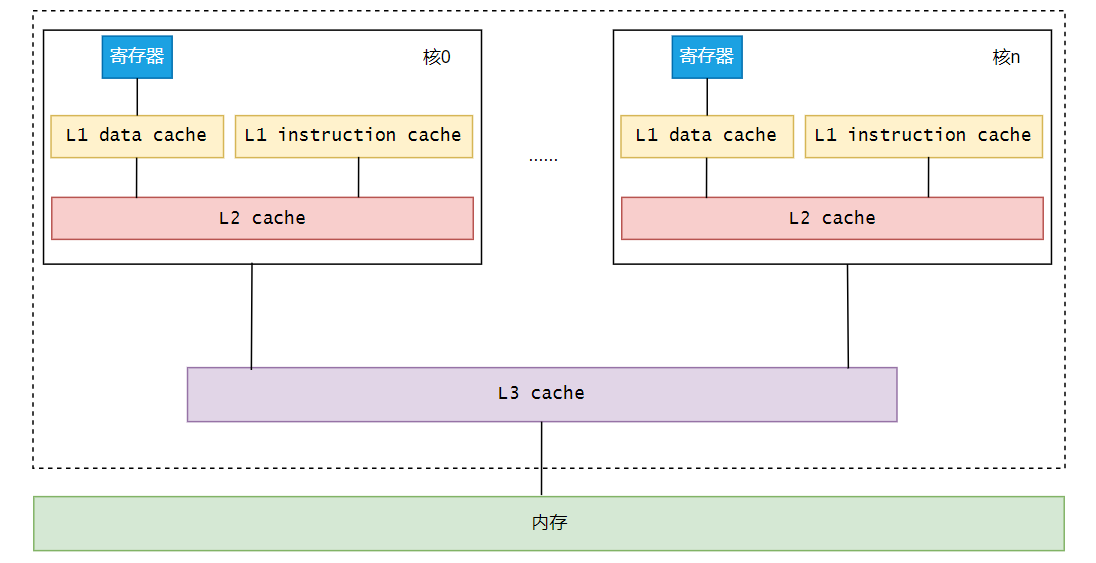 寄存器
核0
寄存器
核n
L1 data cache
L1 instruction cache
L1 data cache
L1 instruction cache
......
L2 cache
L2 cache
L3 cache
内存